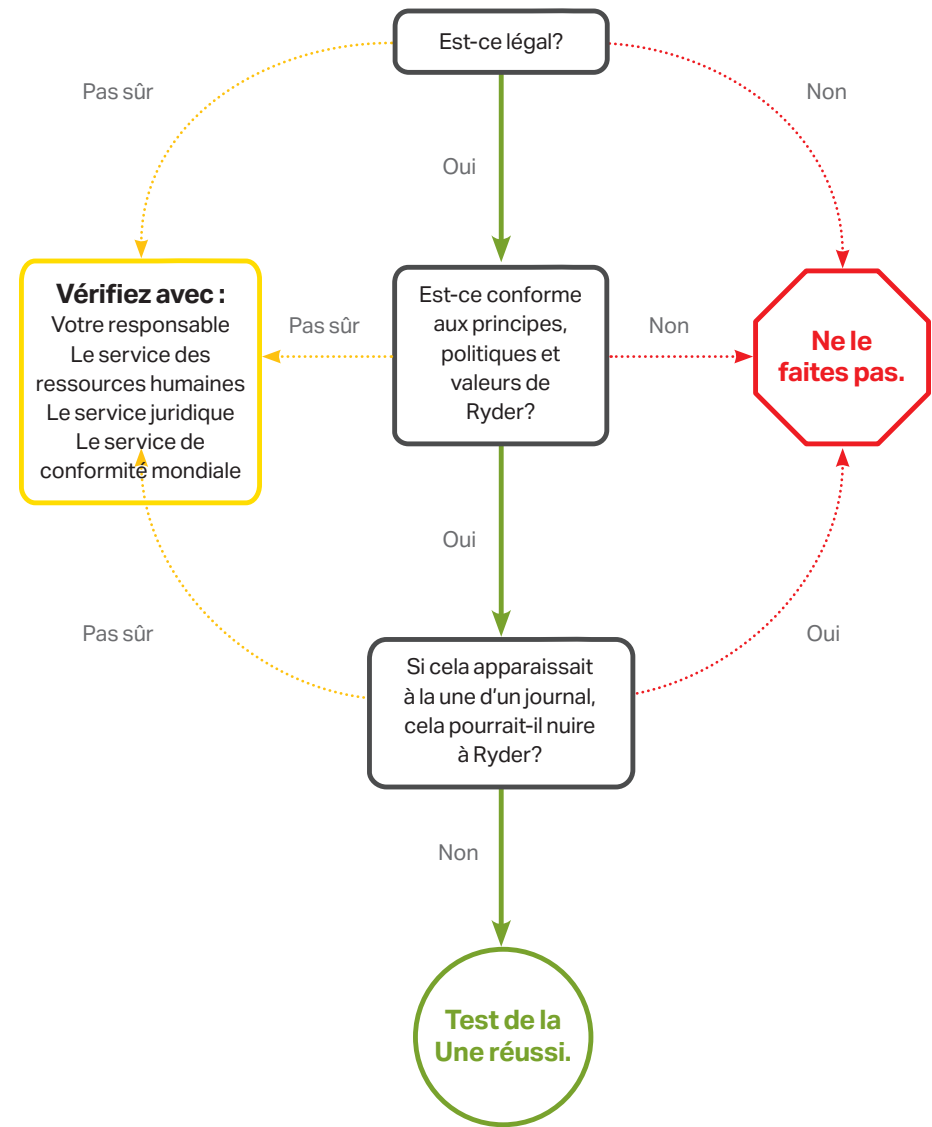 Est-ce légal?
Pas sûr
Non
Oui
Vérifiez avec :
Votre responsable
Le service des
ressources humaines
Le service juridique
Le service de
conformité mondiale
Pas sûr
Est-ce conforme
aux principes,
politiques et
valeurs de
Ryder?
Non
Ne le
faites pas.
Oui
Pas sûr
Si cela apparaissait
à la une d’un journal,
cela pourrait-il nuire
à Ryder?
Oui
Non
Test de la
Une réussi.